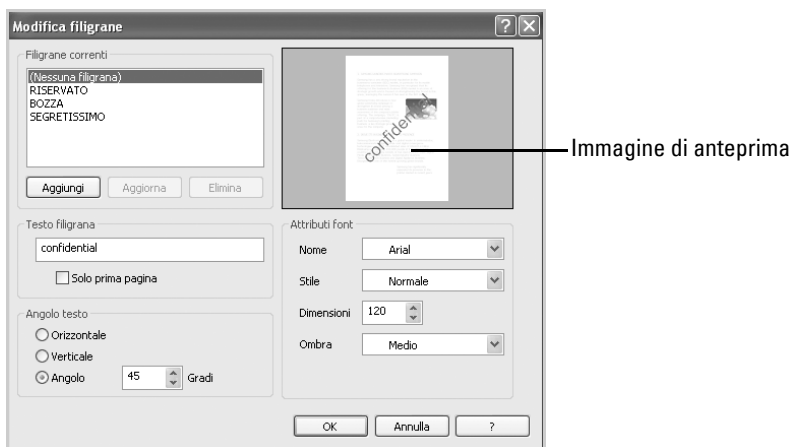 Modifica filigrane
Filigrane correnti
(Nessuna filigrana)
RISERVATO
BOZZA
SEGRETISSIMO
Aggiungi Aggiorna Elimina
confidential
Immagine di anteprima
Testo filigrana
confidential
Solo prima pagina
Angolo testo
Orizzontale
Verticale
Angolo 45 Gradi
Attributi font
Nome Arial
Stile Normale
Dimensioni 120
Ombra Medio
OK Annulla ?